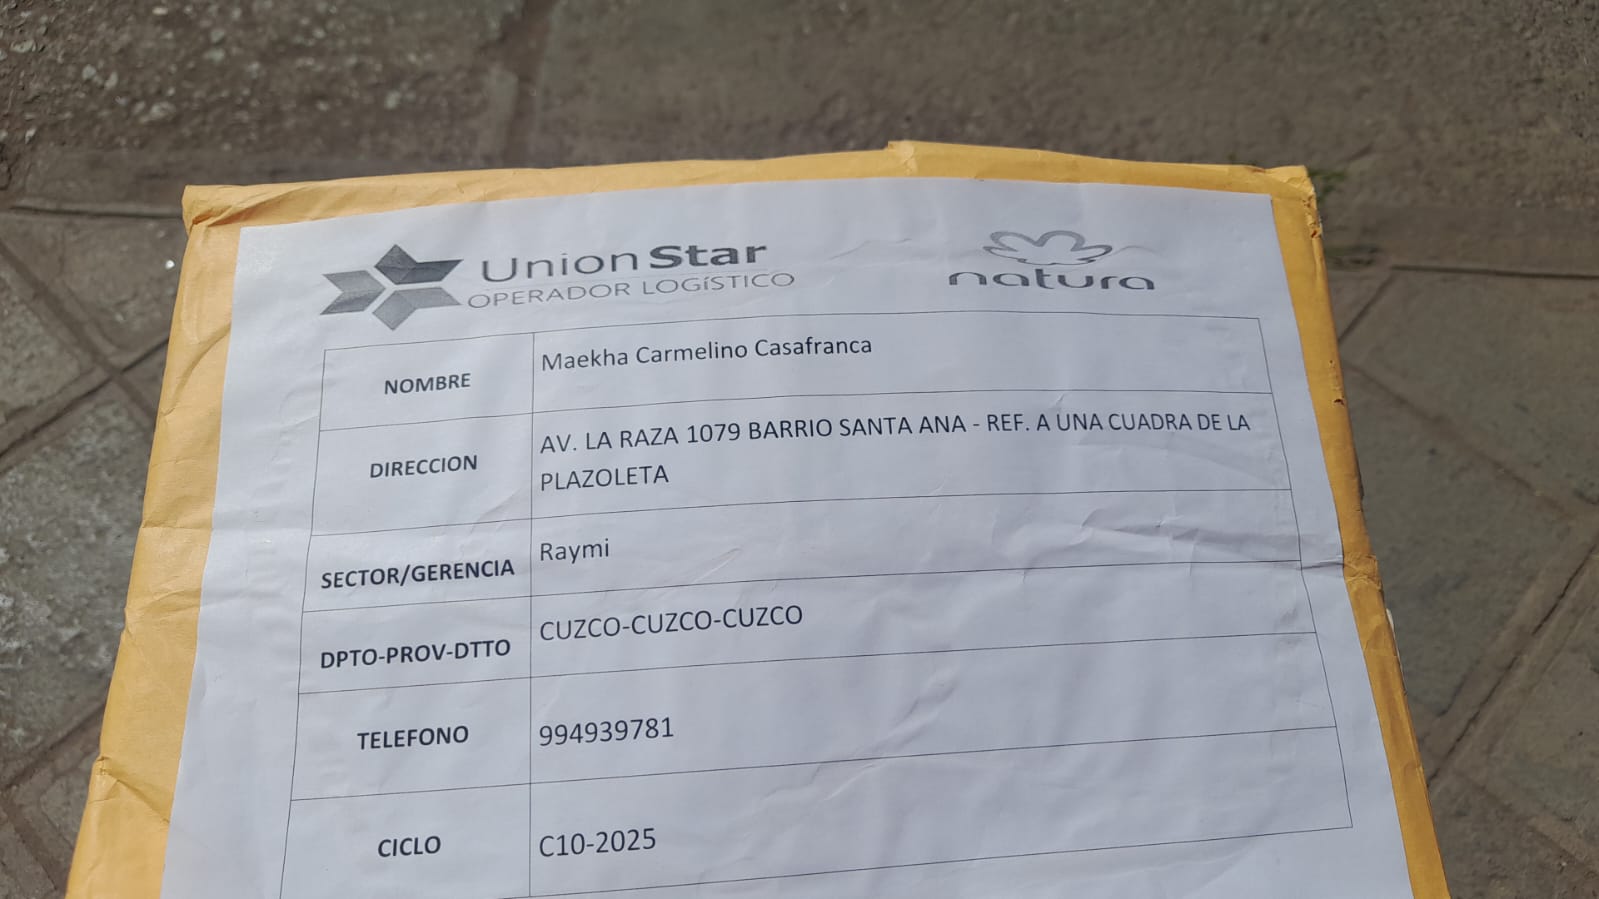 Union Star
OPERADOR LOGíSTICO
natura
NOMBRE
Maekha Carmelino Casafranca
DIRECCION
AV. LA RAZA 1079 BARRIO SANTA ANA - REF. A UNA CUADRA DE LA
PLAZOLETA
SECTOR/GERENCIA
Raymi
DPTO-PROV-DTTO
CUZCO-CUZCO-CUZCO
TELEFONO
994939781
CICLO
C10-2025